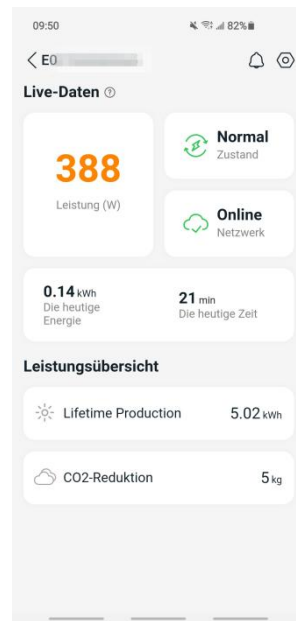 09:50
82%
E0
Live-Daten ?
388
Leistung (W)
Normal
Zustand
Online
Netzwerk
0.14 kWh
Die heutige
Energie
21 min
Die heutige Zeit
Leistungsübersicht
Lifetime Production 5.02 kWh
CO2-Reduktion 5 kg